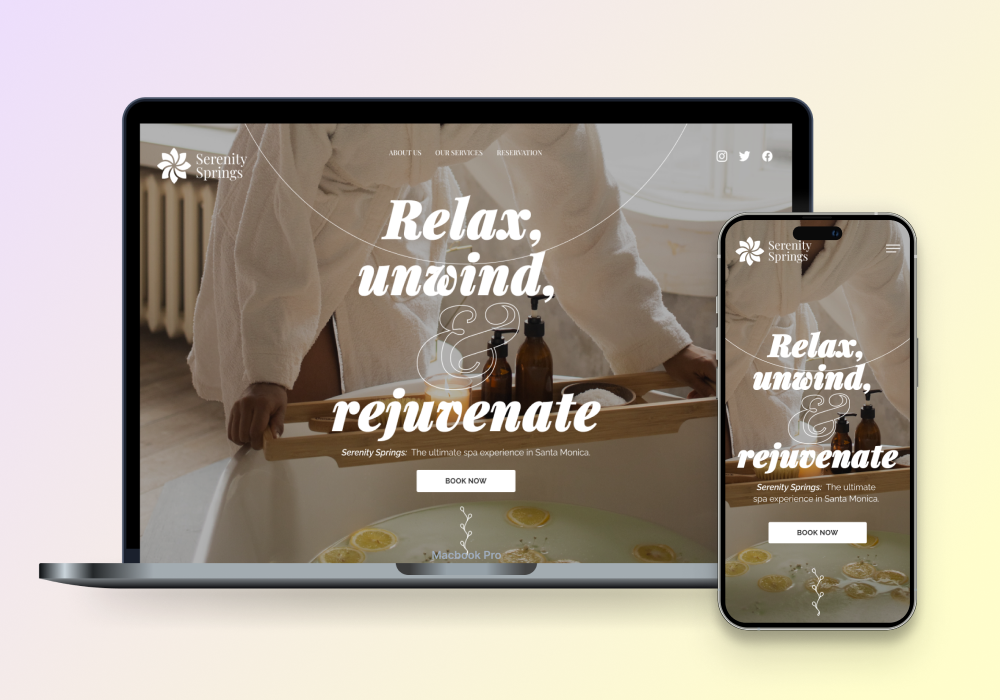 Serenity
Springs
ABOUT US OUR SERVICES RESERVATION
Relax,
unwind,
&
rejuvenate
Serenity Springs: The ultimate spa experience in Santa Monica.
BOOK NOW
Macbook Pro
Serenity
Springs
Relax,
unwind,
&
rejuvenate
Serenity Springs: The ultimate
spa experience in Santa Monica.
BOOK NOW